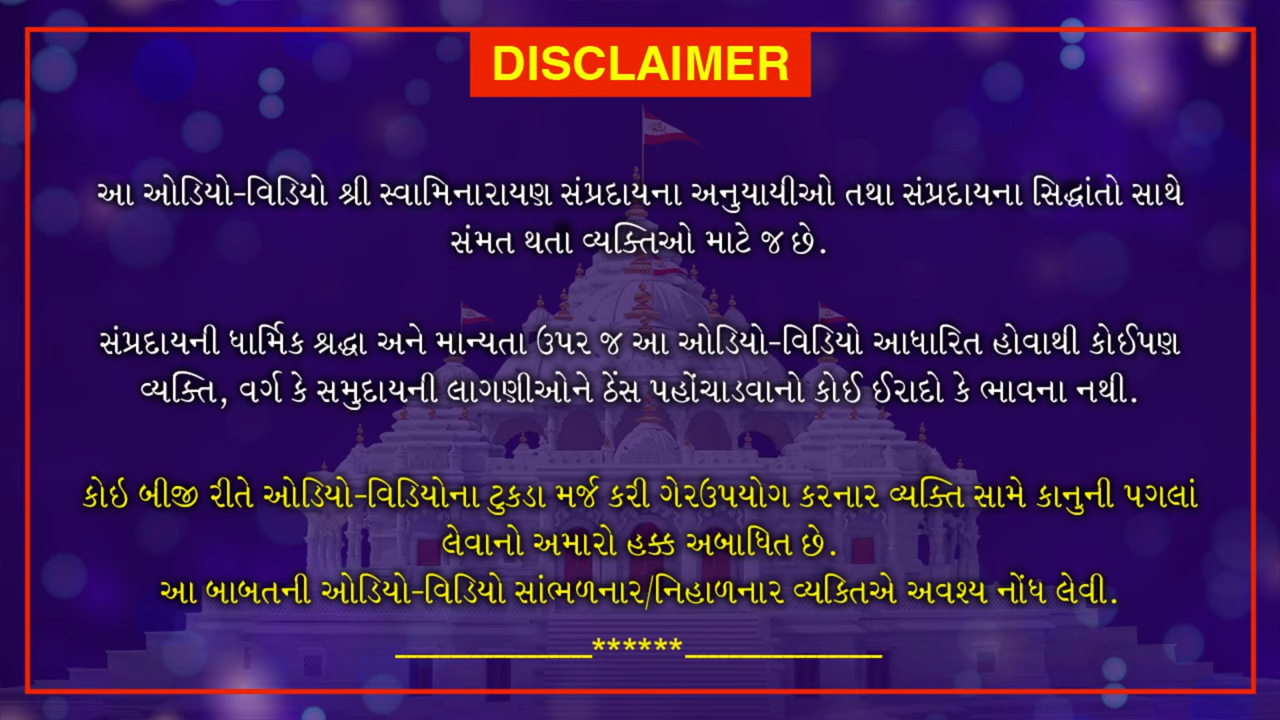 DISCLAIMER
આ ઓડિયો-વિડિયો શ્રી સ્વામિનારાયણ સંપ્રદાયના અનુયાયીઓ તથા સંપ્રદાયના સિદ્ધાંતો સાથે
સંમત થતા વ્યક્તિઓ માટે જ છે.
સંપ્રદાયની ધાર્મિક શ્રદ્ધા અને માન્યતા ઉપર જ આ ઓડિયો-વિડિયો આધારિત હોવાથી કોઈપણ
વ્યક્તિ, વર્ગ કે સમુદાયની લાગણીઓને ઠેંસ પહોંચાડવાનો કોઈ ઈરાદો કે ભાવના નથી.
કોઇ બીજી રીતે ઓડિયો-વિડિયોના ટુકડા મર્જ કરી ગેરઉપયોગ કરનાર વ્યક્તિ સામે કાનુની પગલાં
લેવાનો અમારો હક્ક અબાધિત છે.
આ બાબતની ઓડિયો-વિડિયો સાંભળનાર/નિહાળનાર વ્યકિતએ અવશ્ય નોંધ લેવી.
______________******______________